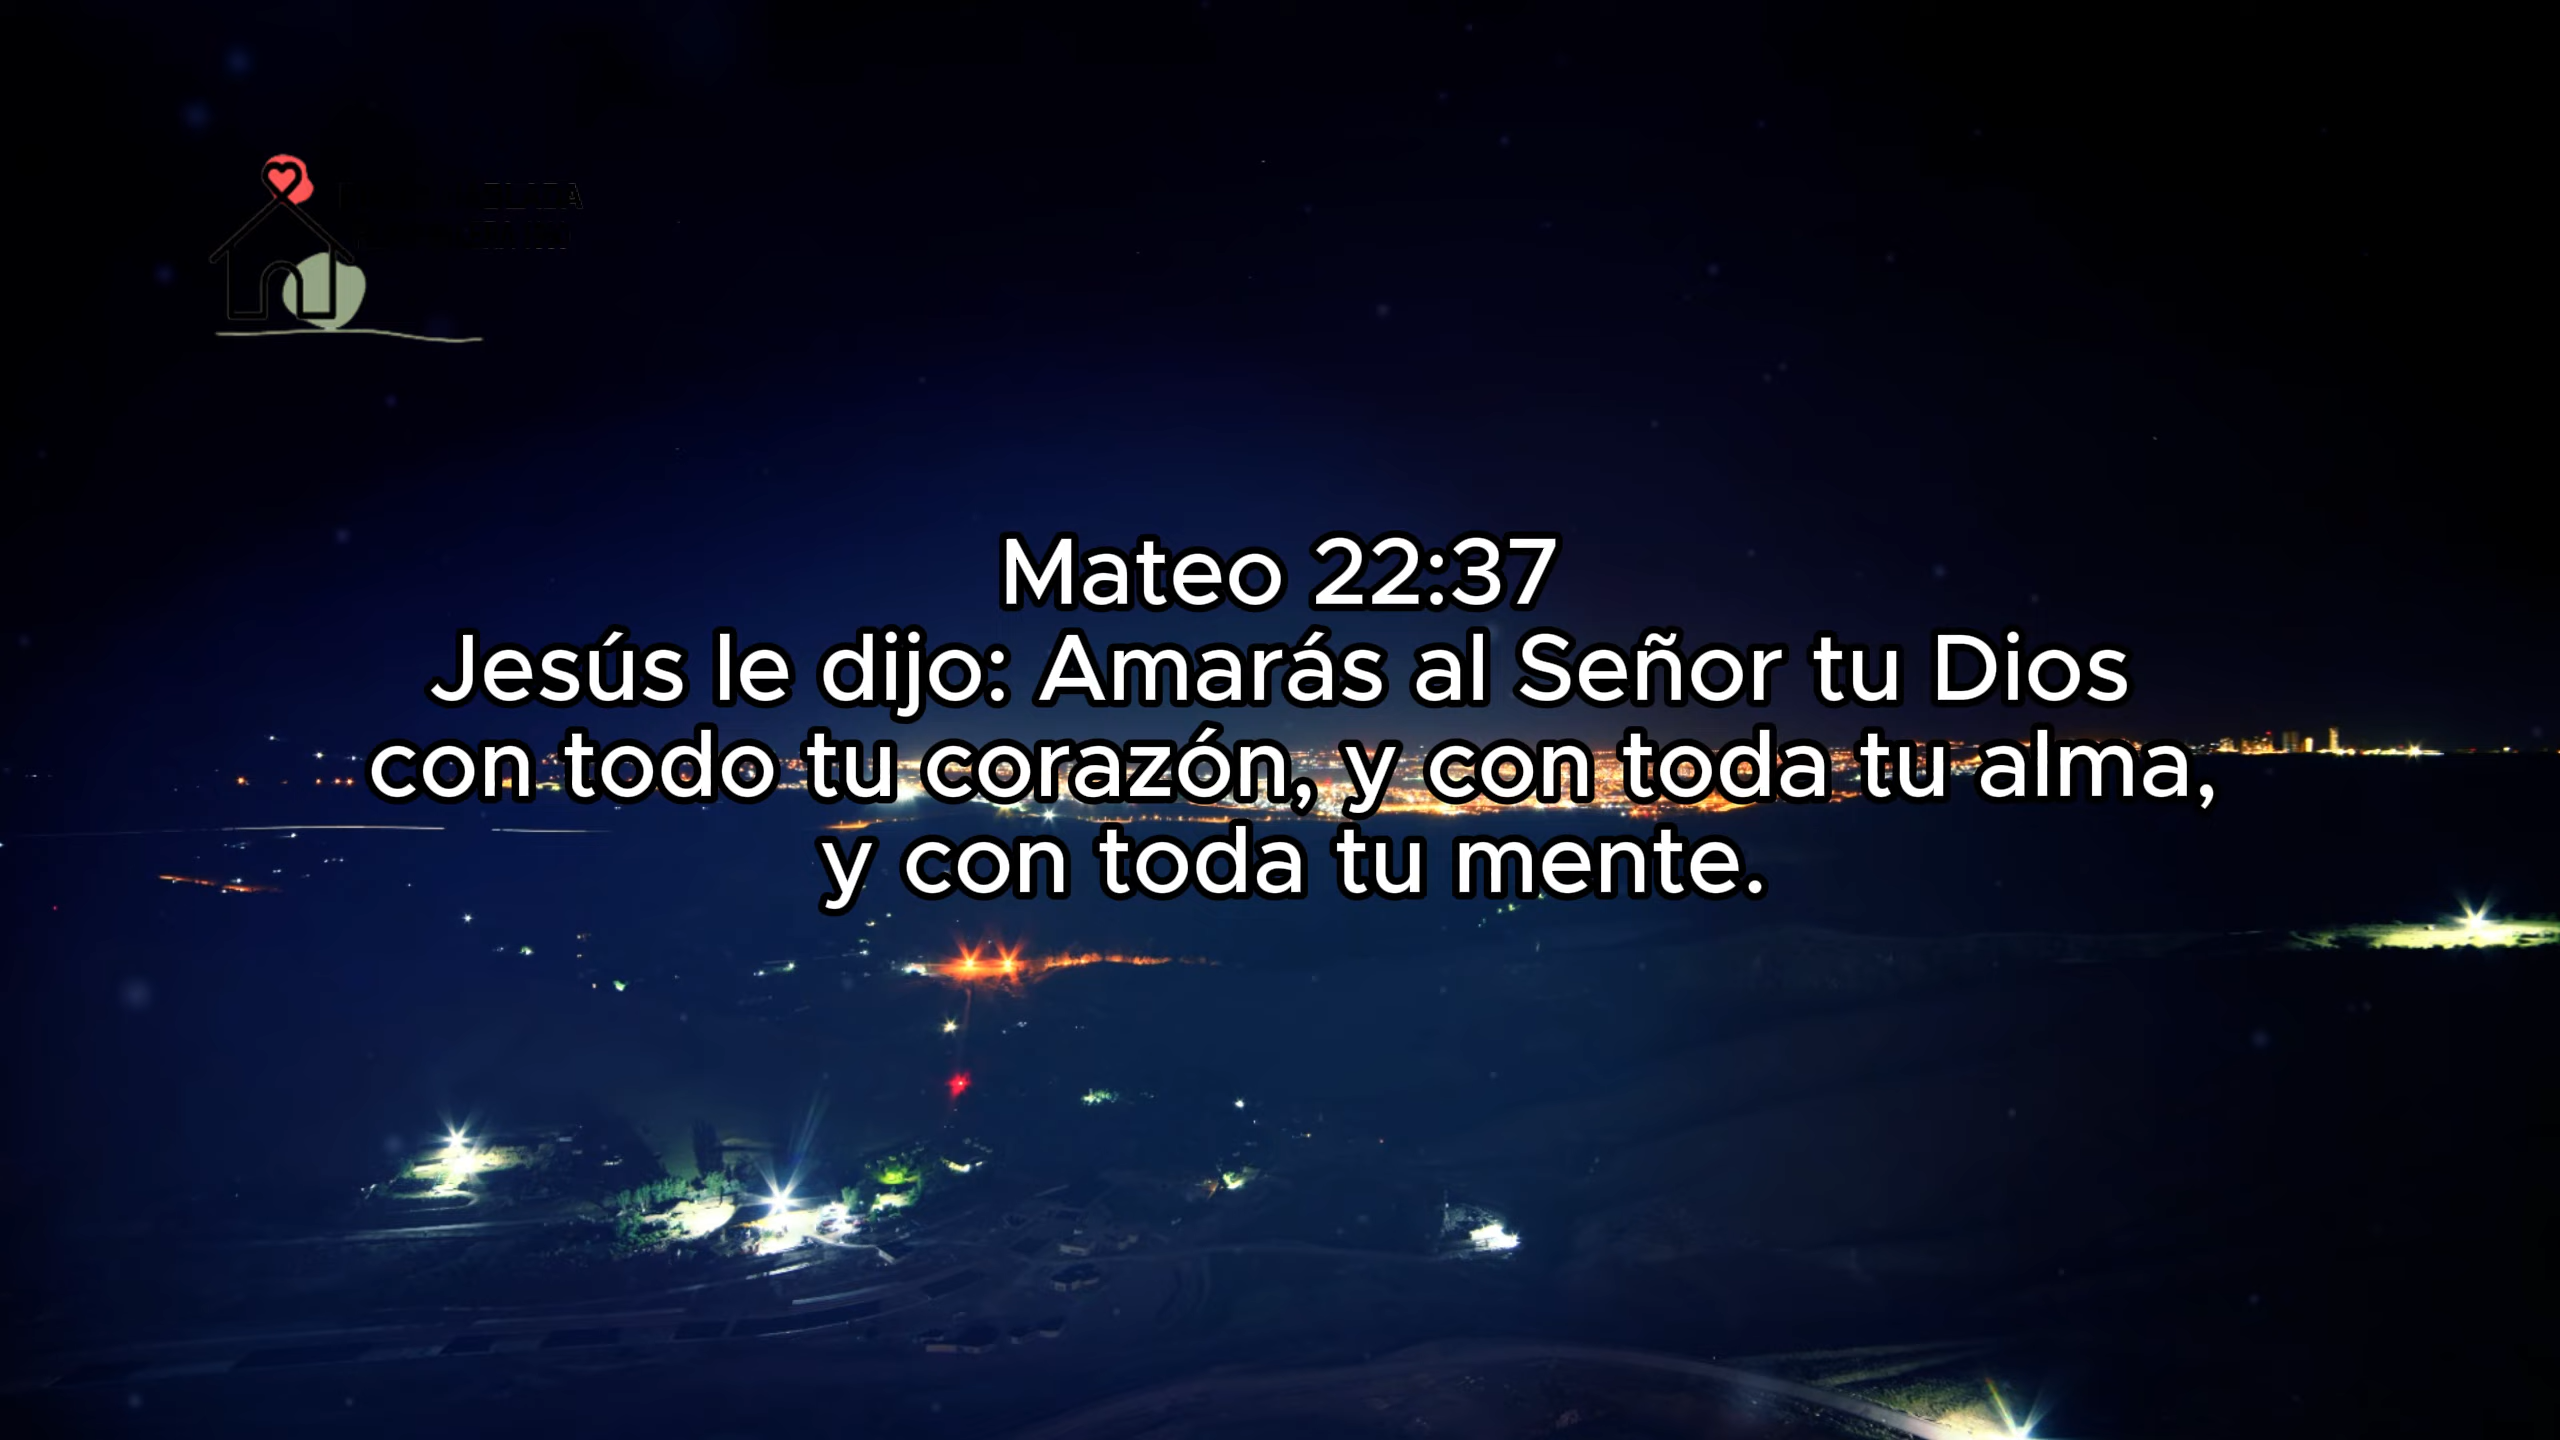 Mateo 22:37
Jesús le dijo: Amarás al Señor tu Dios
con todo tu corazón, y con toda tu alma,
y con toda tu mente.